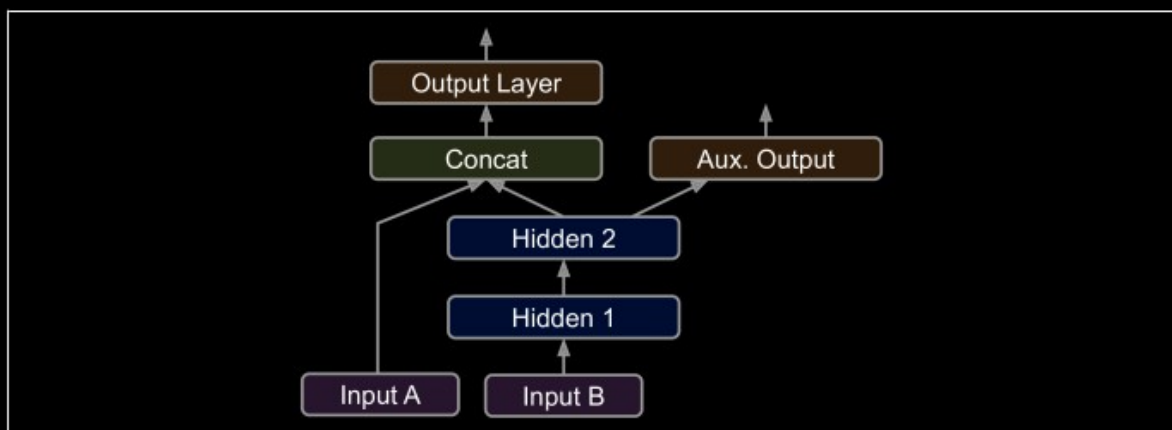 Output Layer
Concat
Aux. Output
Hidden 2
Hidden 1
Input A
Input B